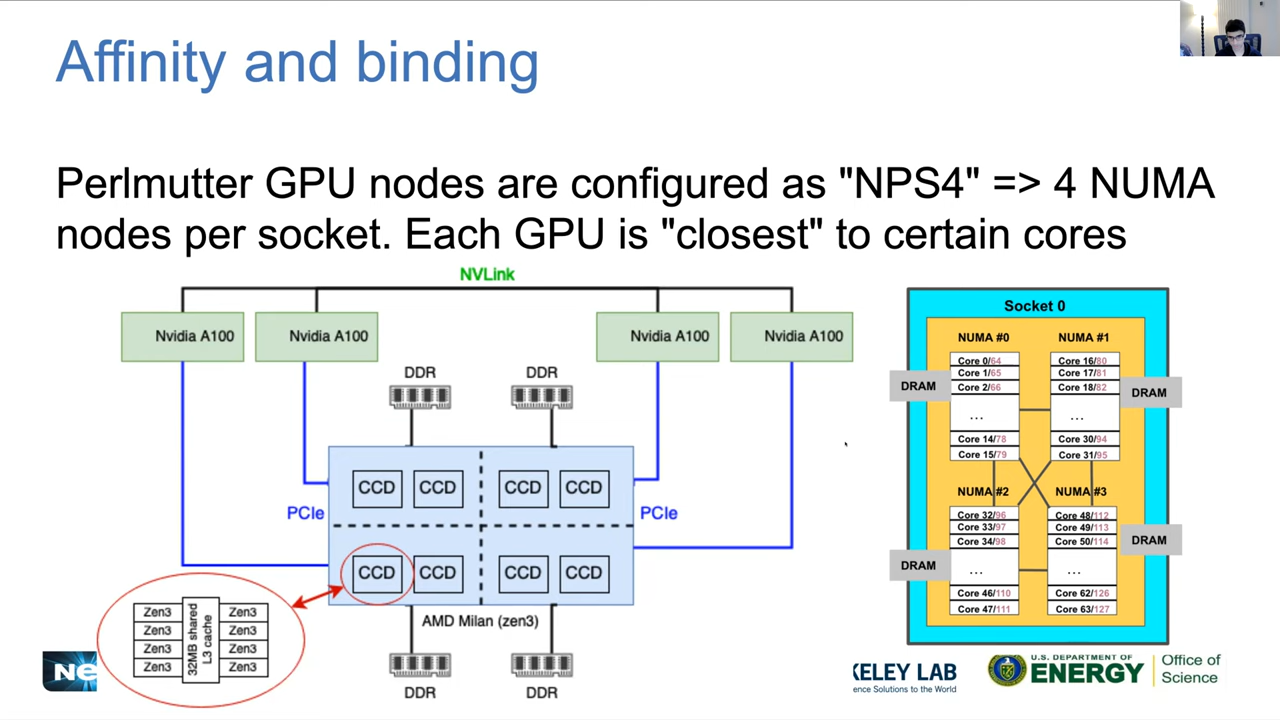 Affinity and binding
Perlmutter GPU nodes are configured as "NPS4" => 4 NUMA
nodes per socket. Each GPU is "closest" to certain cores
NVLink
Nvidia A100
Nvidia A100
Nvidia A100
Nvidia A100
DDR
DDR
CCD
CCD
CCD
CCD
PCIe
PCIe
CCD
CCD
CCD
CCD
AMD Milan (zen3)
Zen3
Zen3
Zen3
Zen3
32MB shared
L3 cache
Zen3
Zen3
Zen3
Zen3
DDR
DDR
Socket 0
NUMA #0
Core 0/64
Core 1/65
Core 2/66
...
Core 14/78
Core 15/79
NUMA #1
Core 16/80
Core 17/81
Core 18/82
...
Core 30/94
Core 31/95
DRAM
DRAM
NUMA #2
Core 32/96
Core 33/97
Core 34/98
...
Core 46/110
Core 47/111
NUMA #3
Core 48/112
Core 49/113
Core 50/114
...
Core 62/126
Core 63/127
DRAM
DRAM
Ne
KELEY LAB
ence Solutions to the World
U.S. DEPARTMENT OF
ENERGY
Office of
Science